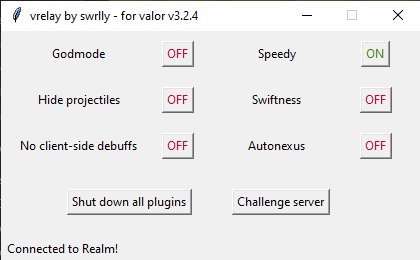 vrelay by swrlly - for valor v3.2.4
Godmode OFF Speedy ON
Hide projectiles OFF Swiftness OFF
No client-side debuffs OFF Autonexus OFF
Shut down all plugins Challenge server
Connected to Realm!